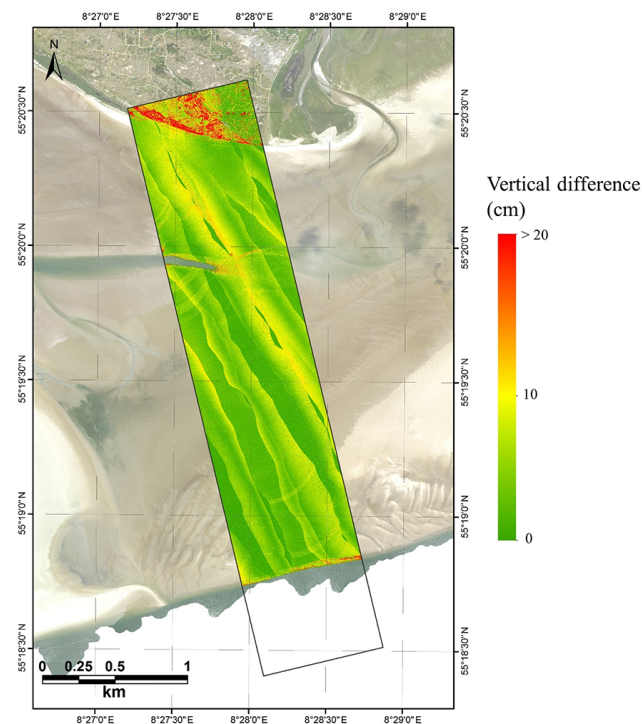 8°27'0"E 8°27'30"E 8°28'0"E 8°28'30"E 8°29'0"E
N
55°20'30"N 55°20'30"N
Vertical difference
(cm)
> 20
55°20'0"N 55°20'0"N
55°19'30"N 55°19'30"N
10
55°19'0"N 55°19'0"N
0
55°18'30"N 55°18'30"N
0 0.25 0.5 1
km
8°27'0"E 8°27'30"E 8°28'0"E 8°28'30"E 8°29'0"E